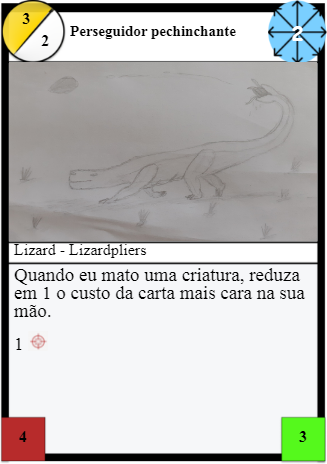 3
2
Perseguidor pechinchante
2
Lizard - Lizardpliers
Quando eu mato uma criatura, reduza
em 1 o custo da carta mais cara na sua
mão.
1
4
3